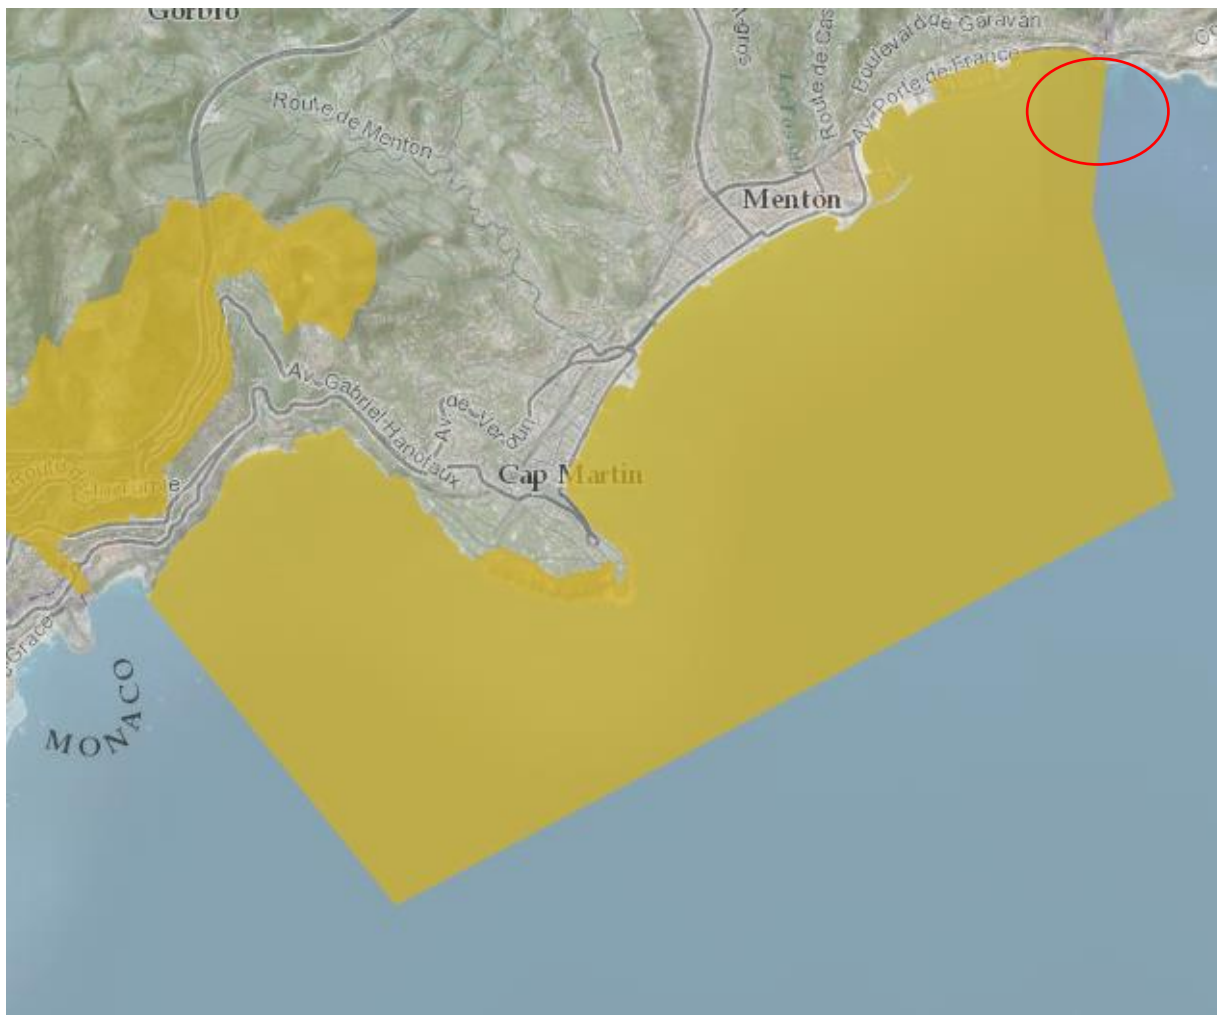 Gorbio
Boulevard de Garavan
Av. Porte de France
Route de Cas
Route de Menton
Menton
Av. Gabriel-Hanotaux
Av. de Verdun
Cap Martin
MONACO